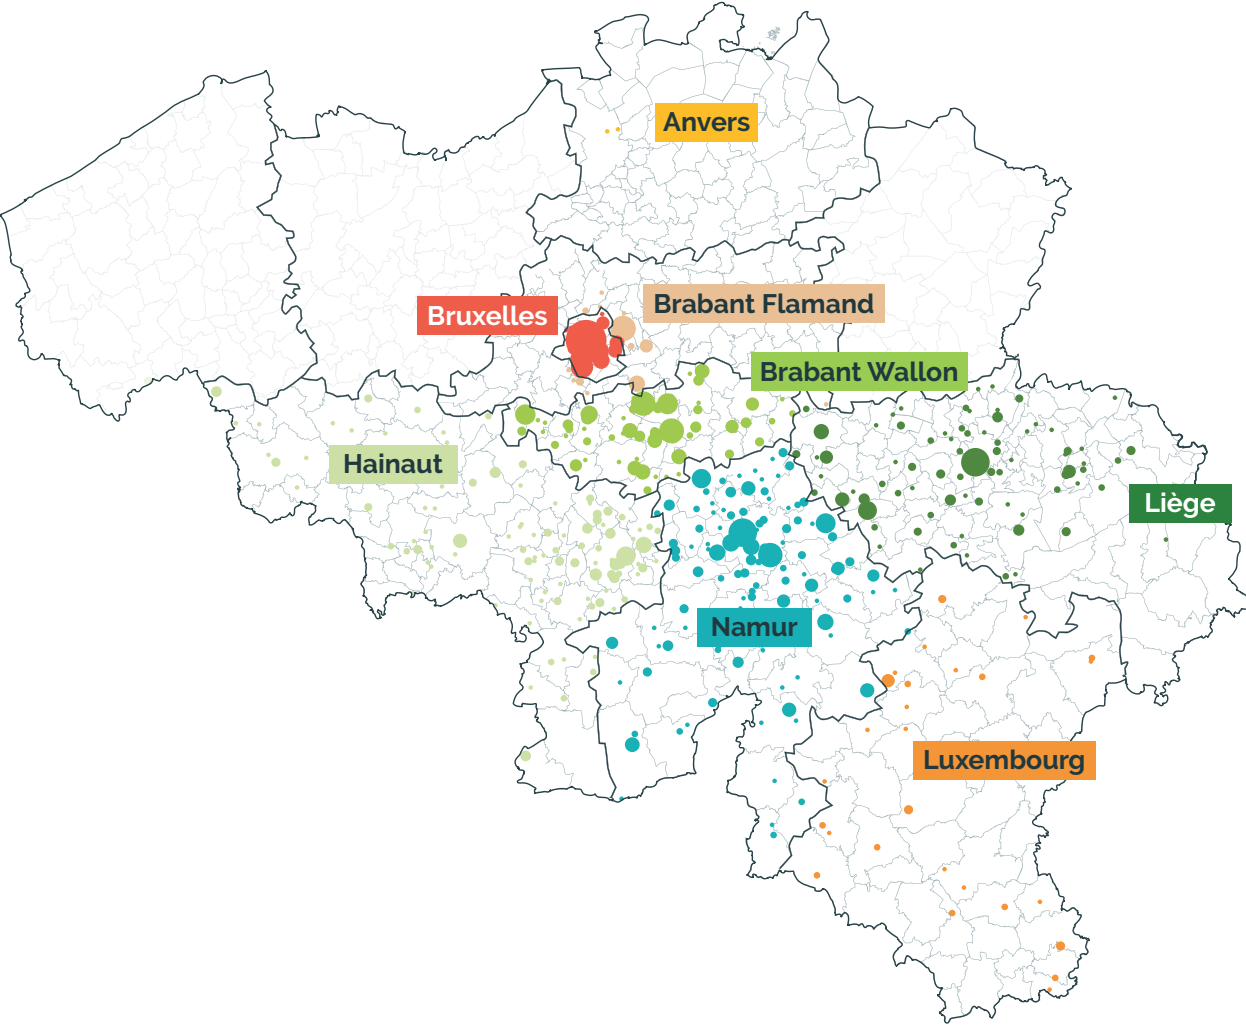 Anvers
Brabant Flamand
Bruxelles
Brabant Wallon
Hainaut
Liège
Namur
Luxembourg